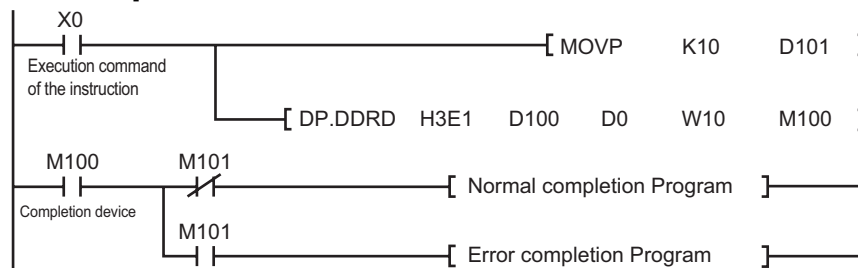 X0
MOVP K10 D101
Execution command
of the instruction
DP.DDRD H3E1 D100 D0 W10 M100
M100 M101
Normal completion Program
Completion device
M101
Error completion Program